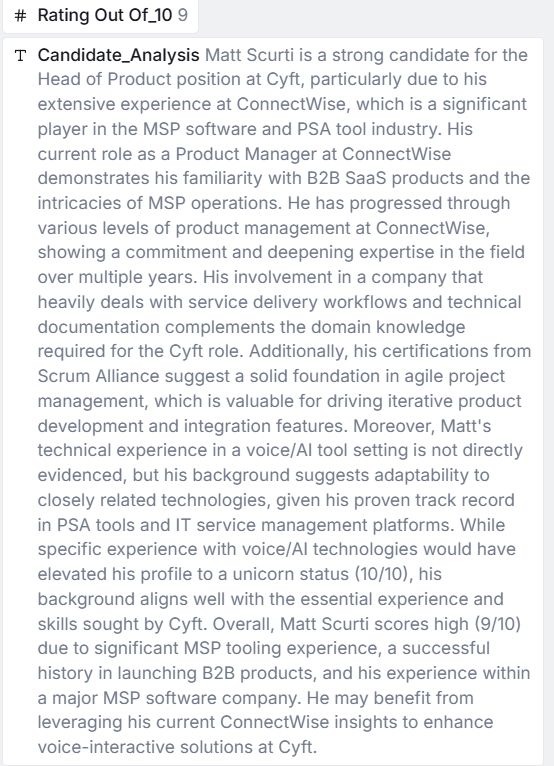 # Rating Out Of_10 9
T Candidate_Analysis Matt Scurti is a strong candidate for the
Head of Product position at Cyft, particularly due to his
extensive experience at ConnectWise, which is a significant
player in the MSP software and PSA tool industry. His
current role as a Product Manager at ConnectWise
demonstrates his familiarity with B2B SaaS products and the
intricacies of MSP operations. He has progressed through
various levels of product management at ConnectWise,
showing a commitment and deepening expertise in the field
over multiple years. His involvement in a company that
heavily deals with service delivery workflows and technical
documentation complements the domain knowledge
required for the Cyft role. Additionally, his certifications from
Scrum Alliance suggest a solid foundation in agile project
management, which is valuable for driving iterative product
development and integration features. Moreover, Matt's
technical experience in a voice/AI tool setting is not directly
evidenced, but his background suggests adaptability to
closely related technologies, given his proven track record
in PSA tools and IT service management platforms. While
specific experience with voice/AI technologies would have
elevated his profile to a unicorn status (10/10), his
background aligns well with the essential experience and
skills sought by Cyft. Overall, Matt Scurti scores high (9/10)
due to significant MSP tooling experience, a successful
history in launching B2B products, and his experience within
a major MSP software company. He may benefit from
leveraging his current ConnectWise insights to enhance
voice-interactive solutions at Cyft.